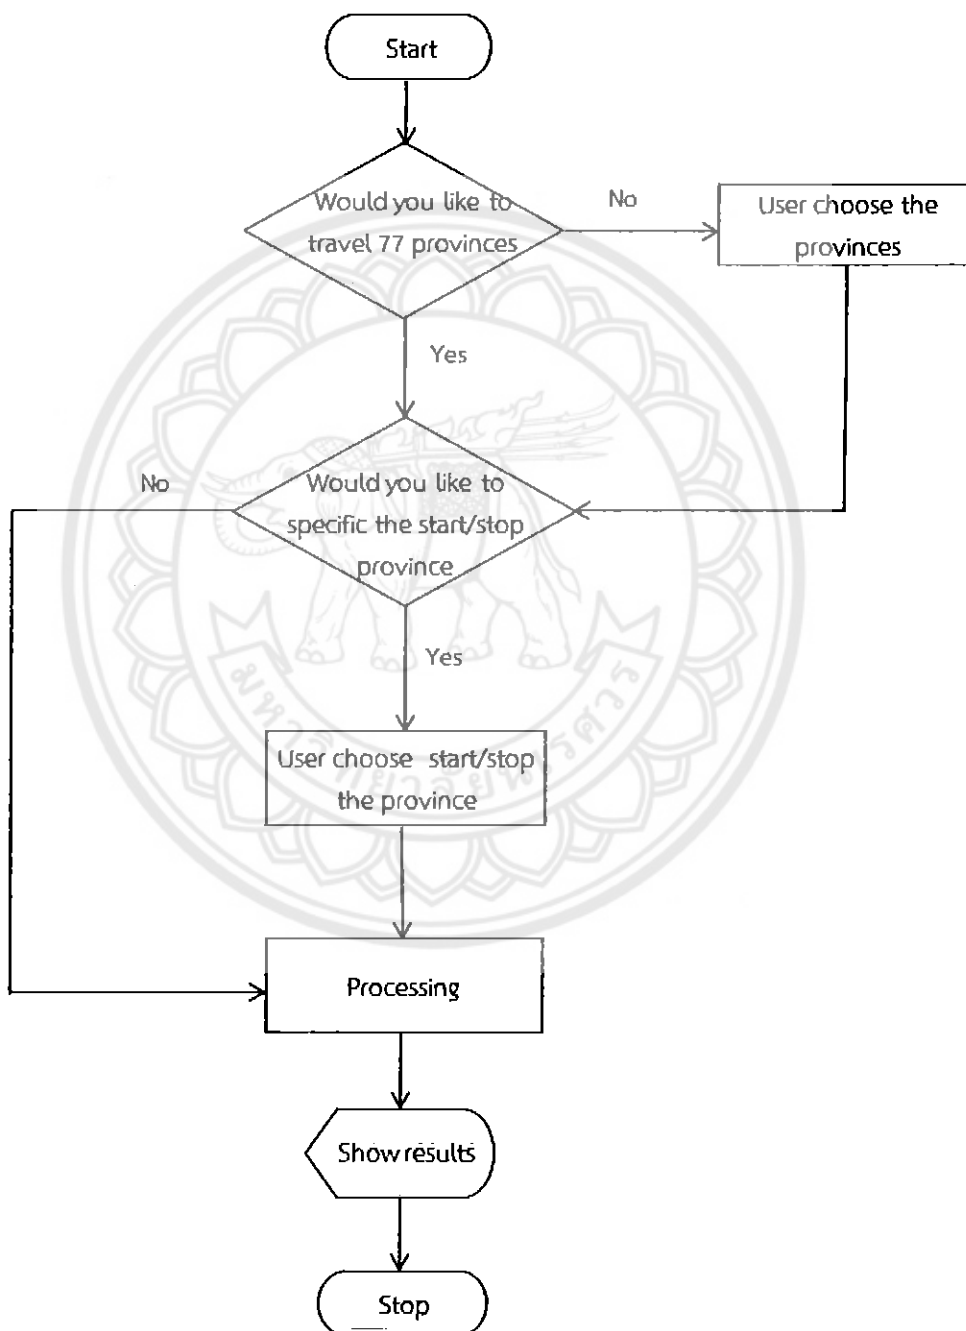 Start
Would you like to
travel 77 provinces
No
User choose the
provinces
Yes
No
Would you like to
specific the start/stop
province
Yes
User choose start/stop
the province
Processing
Show results
Stop